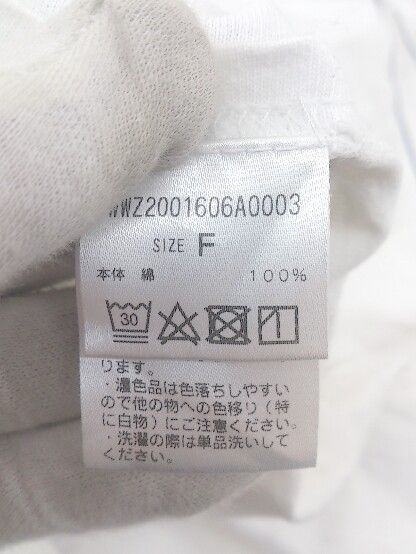 WWZ2001606A0003
SIZE F
本体 綿 100%
30
ります。
・濃色品は色落ちしやすい
ので他の物への色移り（特
に白物）にご注意ください。
・洗濯の際は単品洗いして
ください。